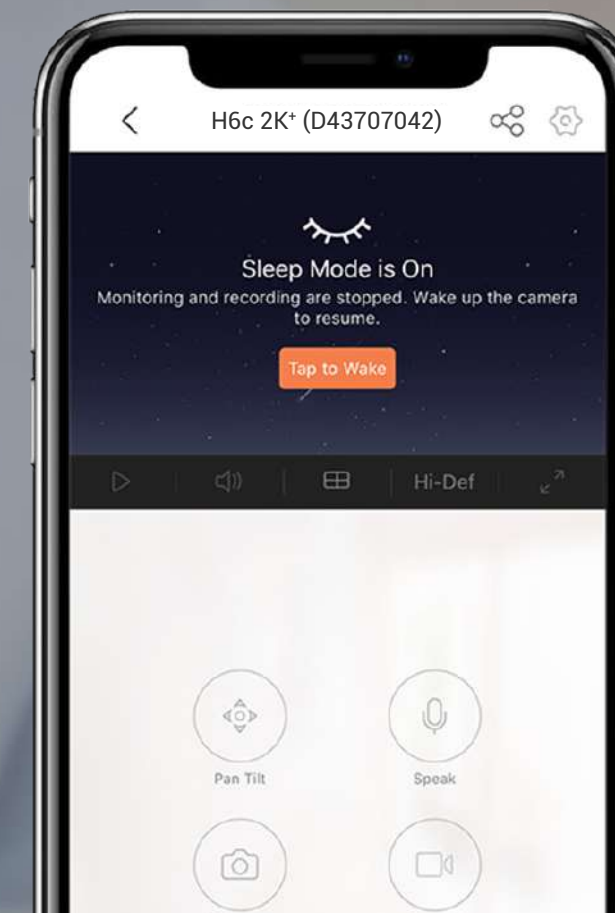 H6c 2K⁺ (D43707042)
Sleep Mode is On
Monitoring and recording are stopped. Wake up the camera
to resume.
Tap to Wake
Hi-Def
Pan Tilt
Speak